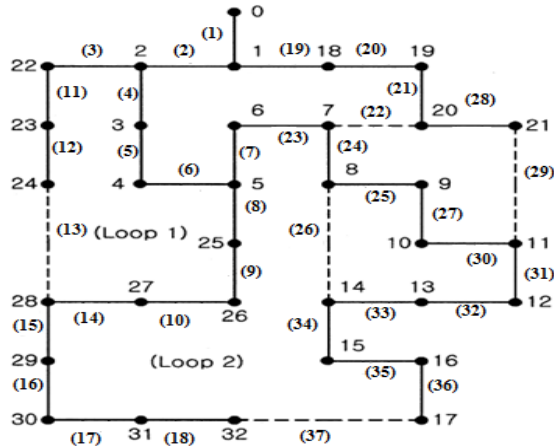 0
(1)
(3) 2 (2) 1 (19) 18 (20) 19
22
(11) (4) (21) (28)
6 7 (22) 20 21
23 3
(23)
(12) (5) (7) (24)
(6) 8 9 (29)
24 4 5 (25)
(8) (26) (27)
(13) (Loop 1) 25 10 (30) 11
(9) (31)
27 14 13
28 26 12
(15) (14) (10) (34) (33) (32)
29 (Loop 2) 15 16
(35)
(16) (36)
30 32 17
(17) 31 (18) (37)